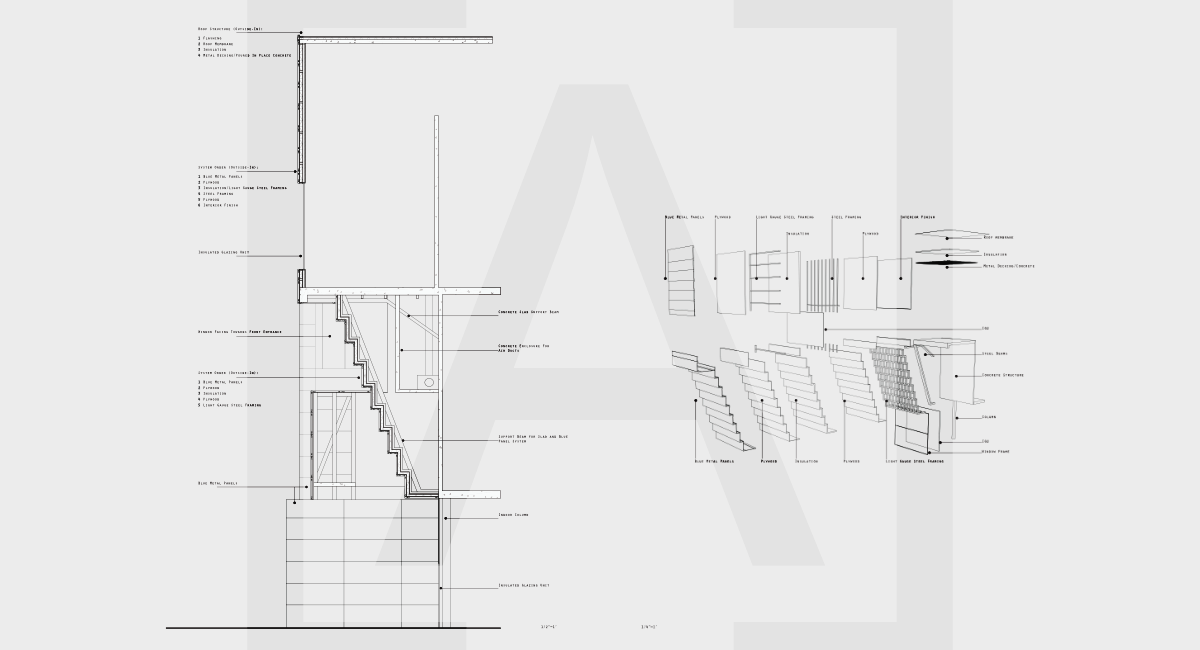 Roof Structure (Outside-In):
1 Flashing
2 Roof Membrane
3 Insulation
4 Metal Decking/Poured In Place Concrete
System Order (Outside-In):
1 Blue Metal Panels
2 Plywood
3 Insulation/Light Gauge Steel Framing
4 Steel Framing
5 Plywood
6 Interior Finish
Insulated Glazing Unit
Window Facing Towards Front Entrance
System Order (Outside-In):
1 Blue Metal Panels
2 Plywood
3 Insulation
4 Plywood
5 Light Gauge Steel Framing
Blue Metal Panels
Concrete Slab Support Beam
Concrete Enclosure For
Air Ducts
Support Beam for Slab and Blue
Panel System
Indoor Column
Insulated Glazing Unit
1/2"=1'
1/4"=1'
Blue Metal Panels
Plywood
Light Gauge Steel Framing
Insulation
Steel Framing
Plywood
Interior Finish
Roof Membrane
Insulation
Metal Decking/Concrete
IGU
Steel Beams
Concrete Structure
Column
IGU
Window Frame
Blue Metal Panels
Plywood
Insulation
Plywood
Light Gauge Steel Framing
A